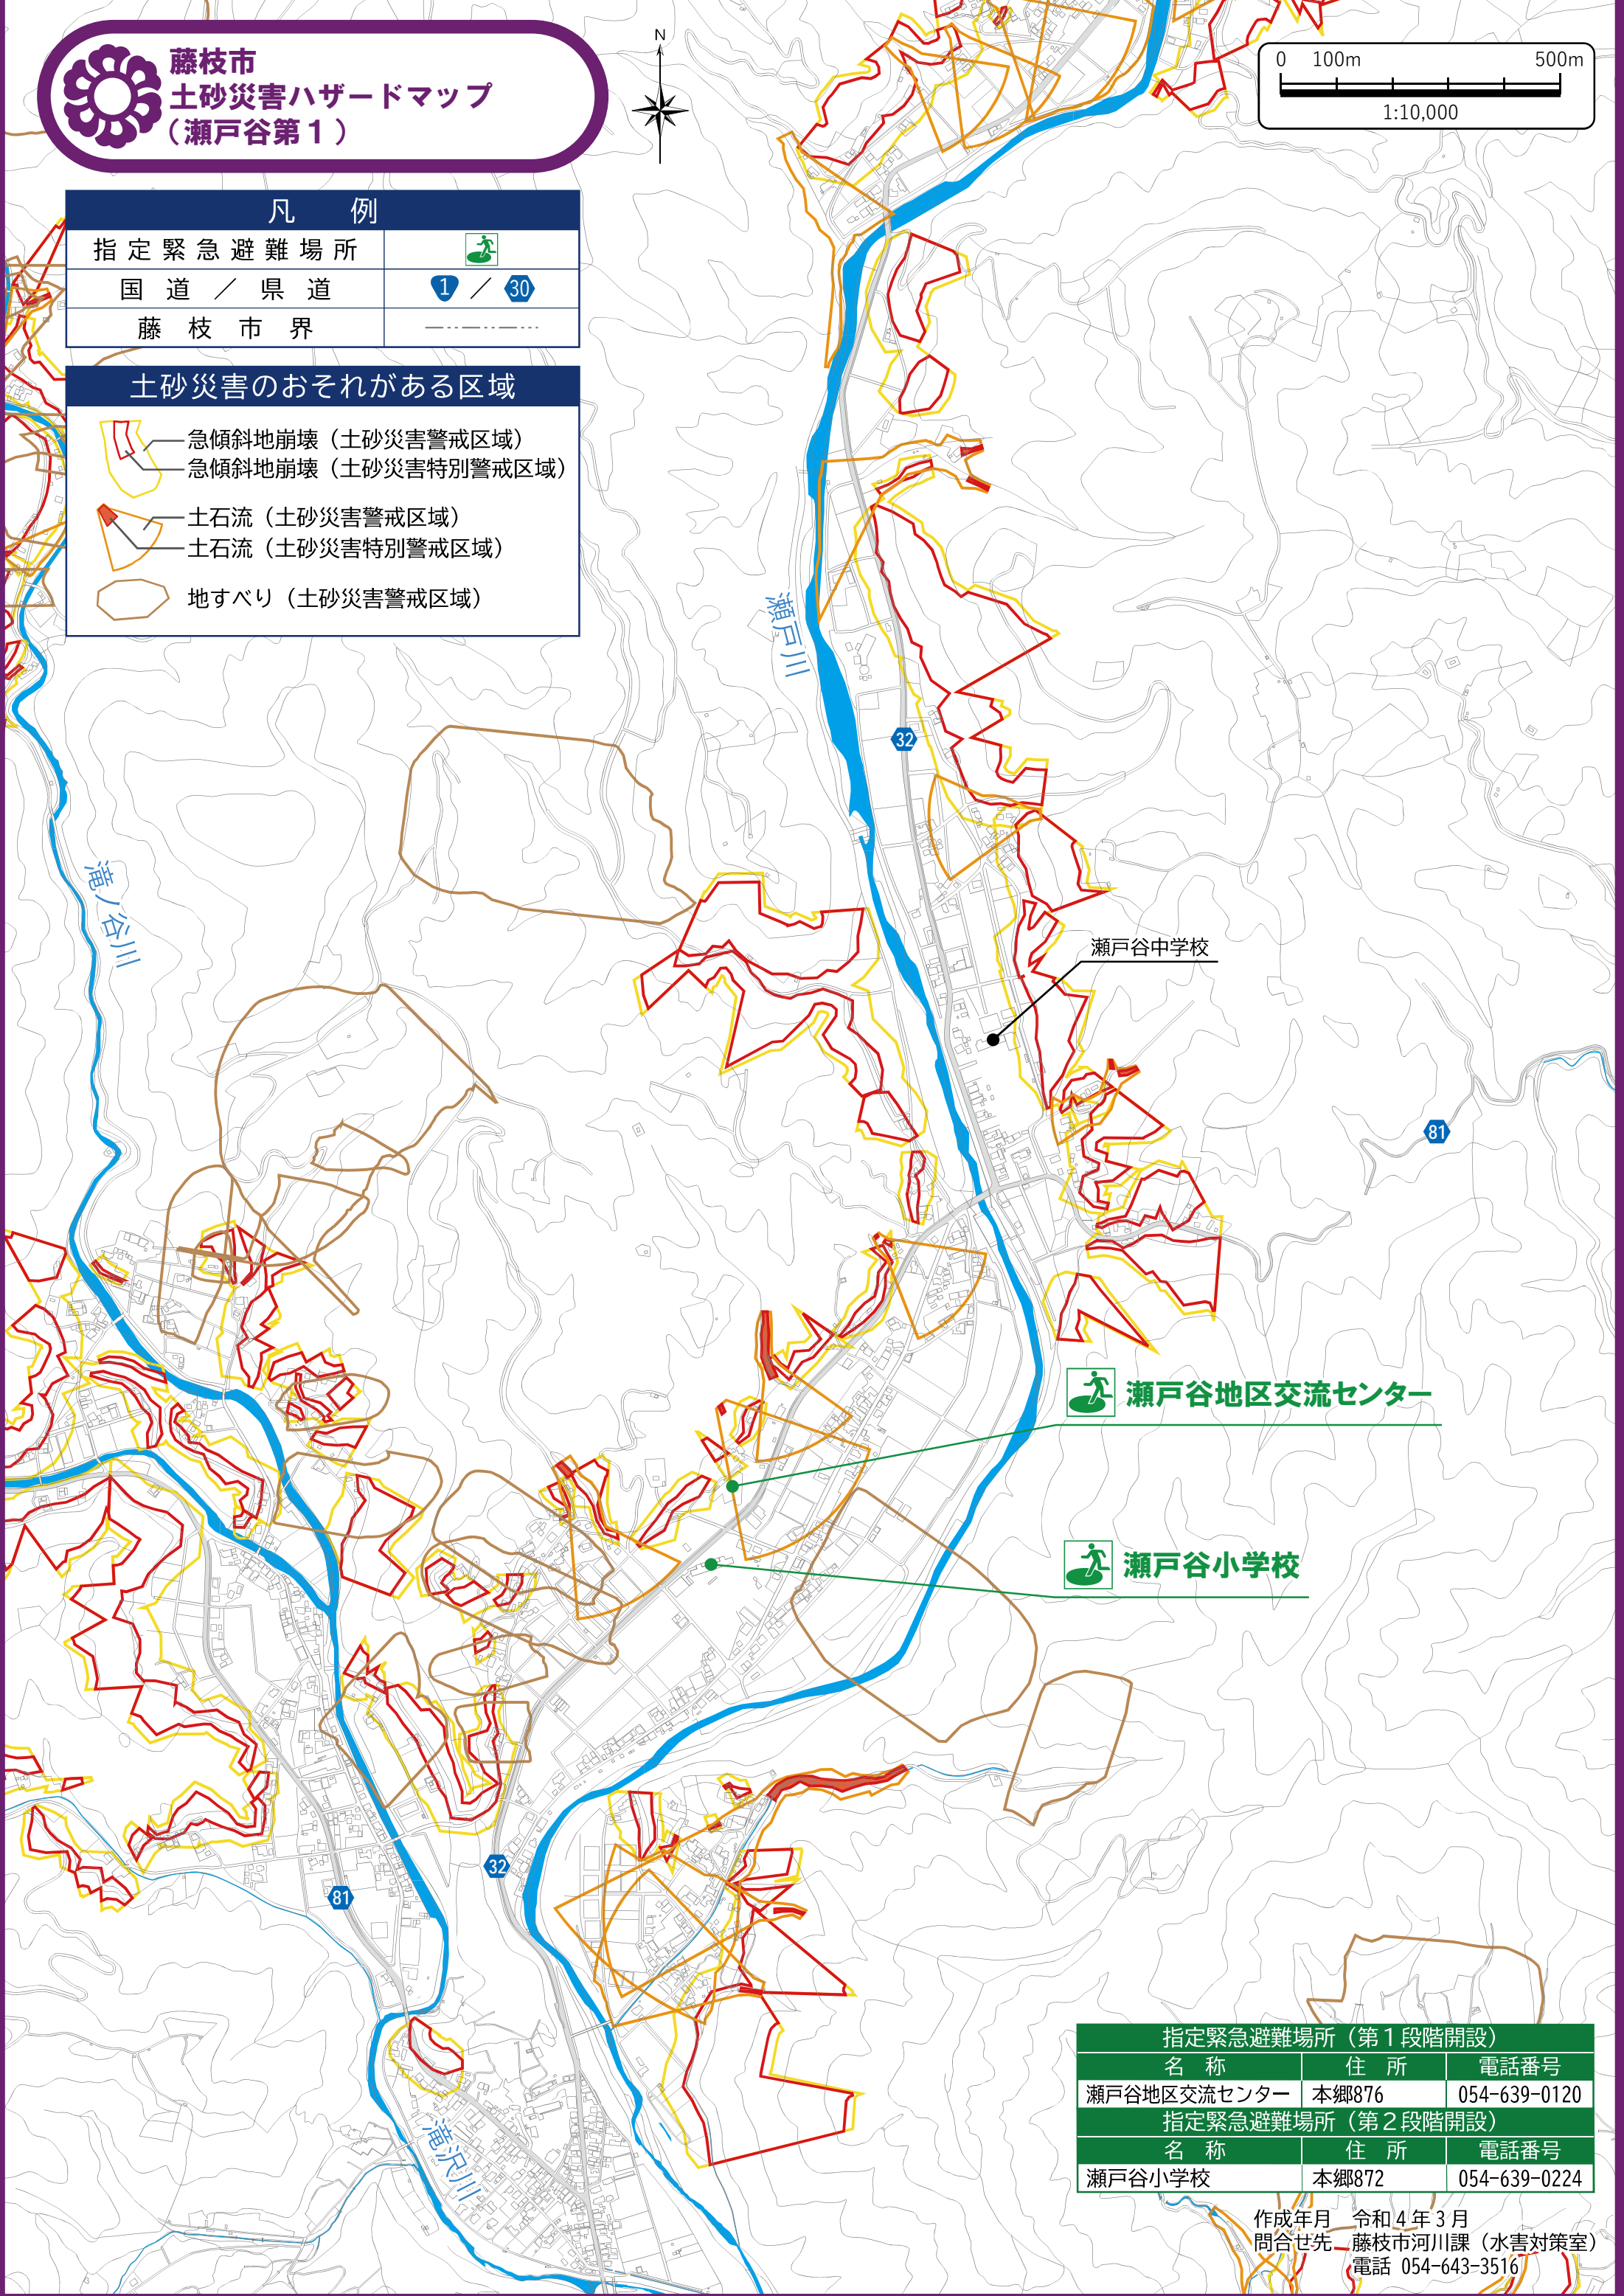 藤枝市
土砂災害ハザードマップ
（瀬戸谷第１）
N
0 100m 500m
1:10,000
凡 例
指定緊急避難場所
国道／県道 1／30
藤枝市界
土砂災害のおそれがある区域
急傾斜地崩壊（土砂災害警戒区域）
急傾斜地崩壊（土砂災害特別警戒区域）
土石流（土砂災害警戒区域）
土石流（土砂災害特別警戒区域）
地すべり（土砂災害警戒区域）
瀬戸川
32
滝ノ谷川
瀬戸谷中学校
81
瀬戸谷地区交流センター
瀬戸谷小学校
32
81
滝沢川
指定緊急避難場所（第１段階開設）
名 称 住 所 電話番号
瀬戸谷地区交流センター 本郷876 054-639-0120
指定緊急避難場所（第２段階開設）
名 称 住 所 電話番号
瀬戸谷小学校 本郷872 054-639-0224
作成年月 令和４年３月
問合せ先 藤枝市河川課（水害対策室）
電話 054-643-3516